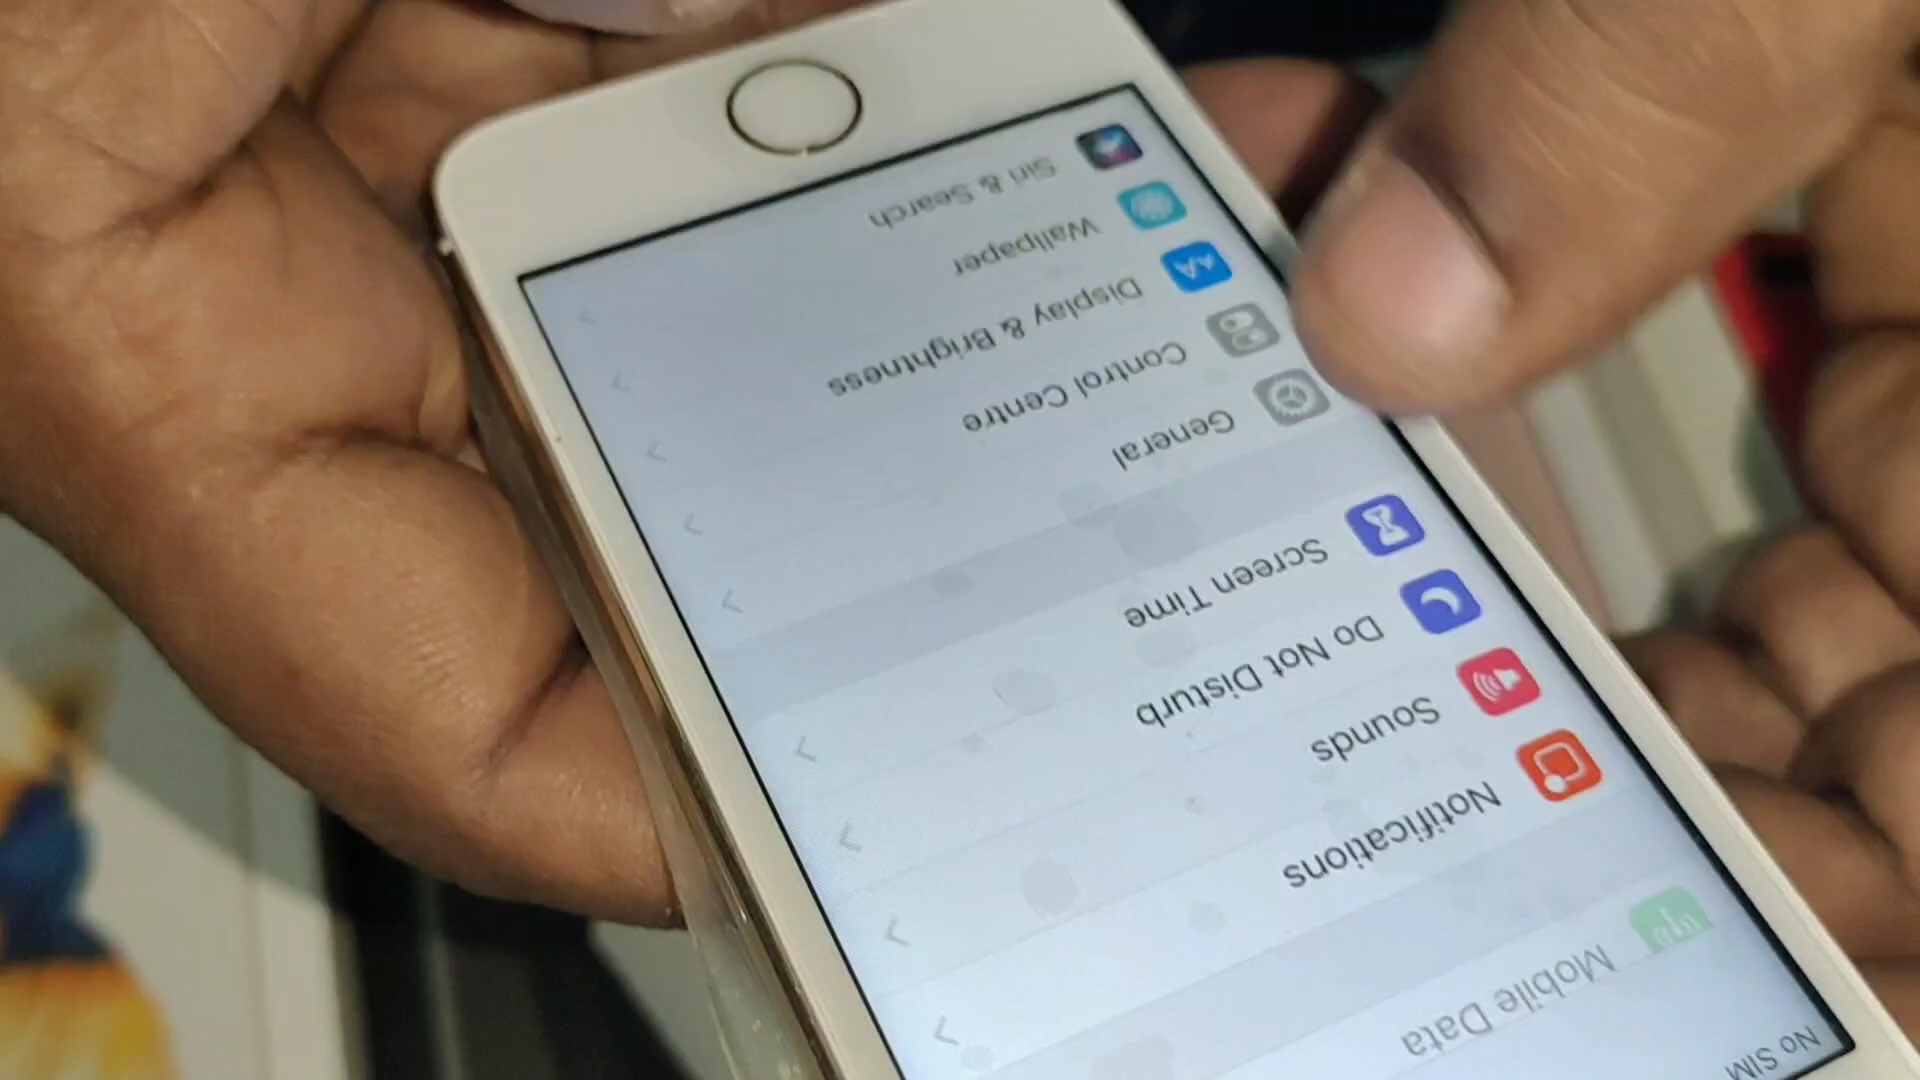 No SIM
Mobile Data
Notifications
Sounds
Do Not Disturb
Screen Time
General
Control Centre
Display & Brightness
Wallpaper
Siri & Search